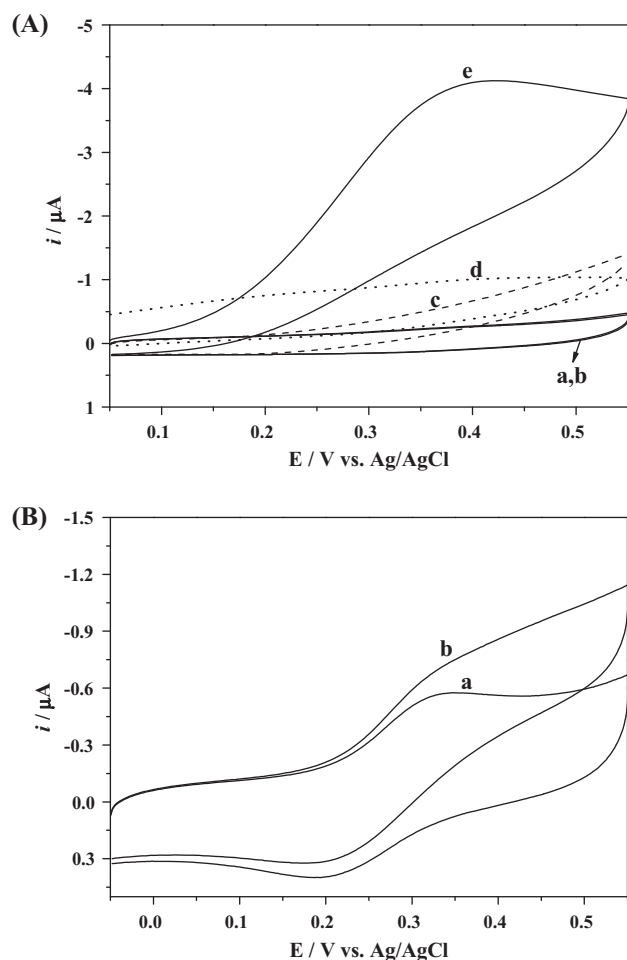 (A)
-5
-4
-3
-2
-1
0
1
i / µA
e
d
c
a,b
0.1 0.2 0.3 0.4 0.5
E / V vs. Ag/AgCl
(B)
-1.5
-1.2
-0.9
-0.6
-0.3
0.0
0.3
i / µA
b
a
0.0 0.1 0.2 0.3 0.4 0.5
E / V vs. Ag/AgCl